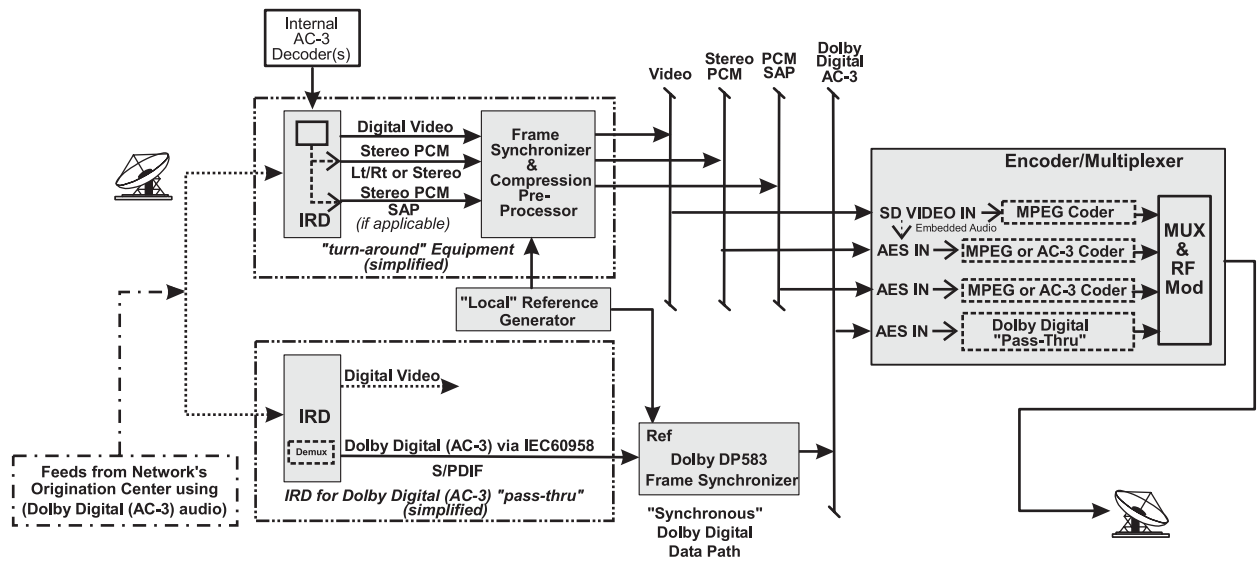 Internal
AC-3
Decoder(s)
Digital Video
Stereo PCM
Lt/Rt or Stereo
Stereo PCM
SAP
(if applicable)
IRD
Frame
Synchronizer
&
Compression
Pre-
Processor
"turn-around" Equipment
(simplified)
Video
Stereo
PCM
PCM
SAP
Dolby
Digital
AC-3
Encoder/Multiplexer
SD VIDEO IN
Embedded Audio
MPEG Coder
AES IN
MPEG or AC-3 Coder
AES IN
MPEG or AC-3 Coder
AES IN
Dolby Digital
"Pass-Thru"
MUX
&
RF
Mod
"Local" Reference
Generator
Digital Video
IRD
Demux
Dolby Digital (AC-3) via IEC60958
S/PDIF
IRD for Dolby Digital (AC-3) "pass-thru"
(simplified)
Feeds from Network's
Origination Center using
(Dolby Digital (AC-3) audio)
Ref
Dolby DP583
Frame Synchronizer
"Synchronous"
Dolby Digital
Data Path